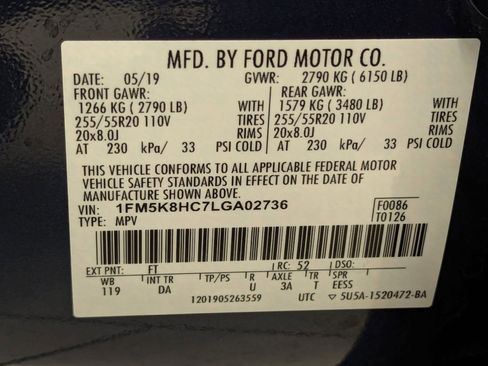 MFD. BY FORD MOTOR CO.
DATE: 05/19 GVWR: 2790 KG ( 6150 LB)
FRONT GAWR: REAR GAWR:
1266 KG ( 2790 LB) WITH 1579 KG ( 3480 LB) WITH
255/55R20 110V TIRES 255/55R20 110V TIRES
20x8.0J RIMS 20x8.0J RIMS
AT 230 kPa/ 33 PSI COLD AT 230 kPa/ 33 PSI COLD
THIS VEHICLE CONFORMS TO ALL APPLICABLE FEDERAL MOTOR
VEHICLE SAFETY STANDARDS IN EFFECT ON THE DATE OF
MANUFACTURE SHOWN ABOVE.
VIN: 1FM5K8HC7LGA02736 F0086
TYPE: MPV T0126
EXT PNT: FT RC: 52 DSO:
WB INT TR TP/PS R AXLE TR SPR
119 DA U 3A T EESS
1201905263559 UTC ▽ 5U5A-1520472-BA